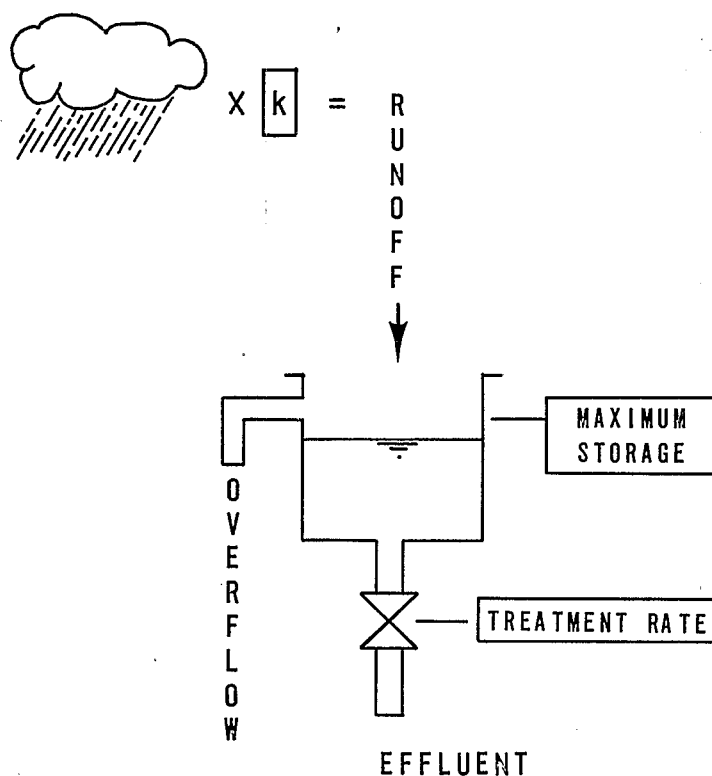 X k = RUNOFF
MAXIMUM
STORAGE
OVERFLOW
TREATMENT RATE
EFFLUENT